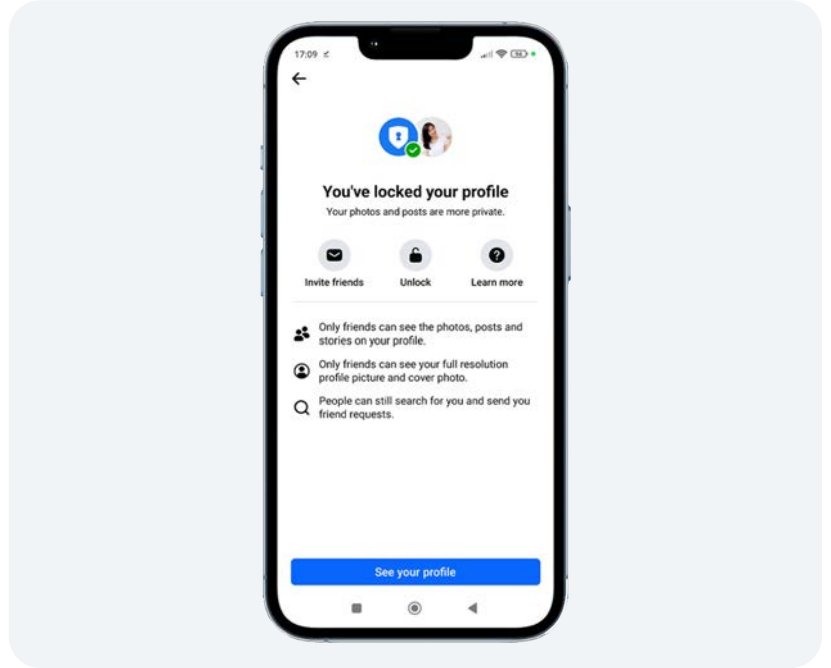 17:09
You've locked your profile
Your photos and posts are more private.
Invite friends
Unlock
Learn more
Only friends can see the photos, posts and
stories on your profile.
Only friends can see your full resolution
profile picture and cover photo.
People can still search for you and send you
friend requests.
See your profile